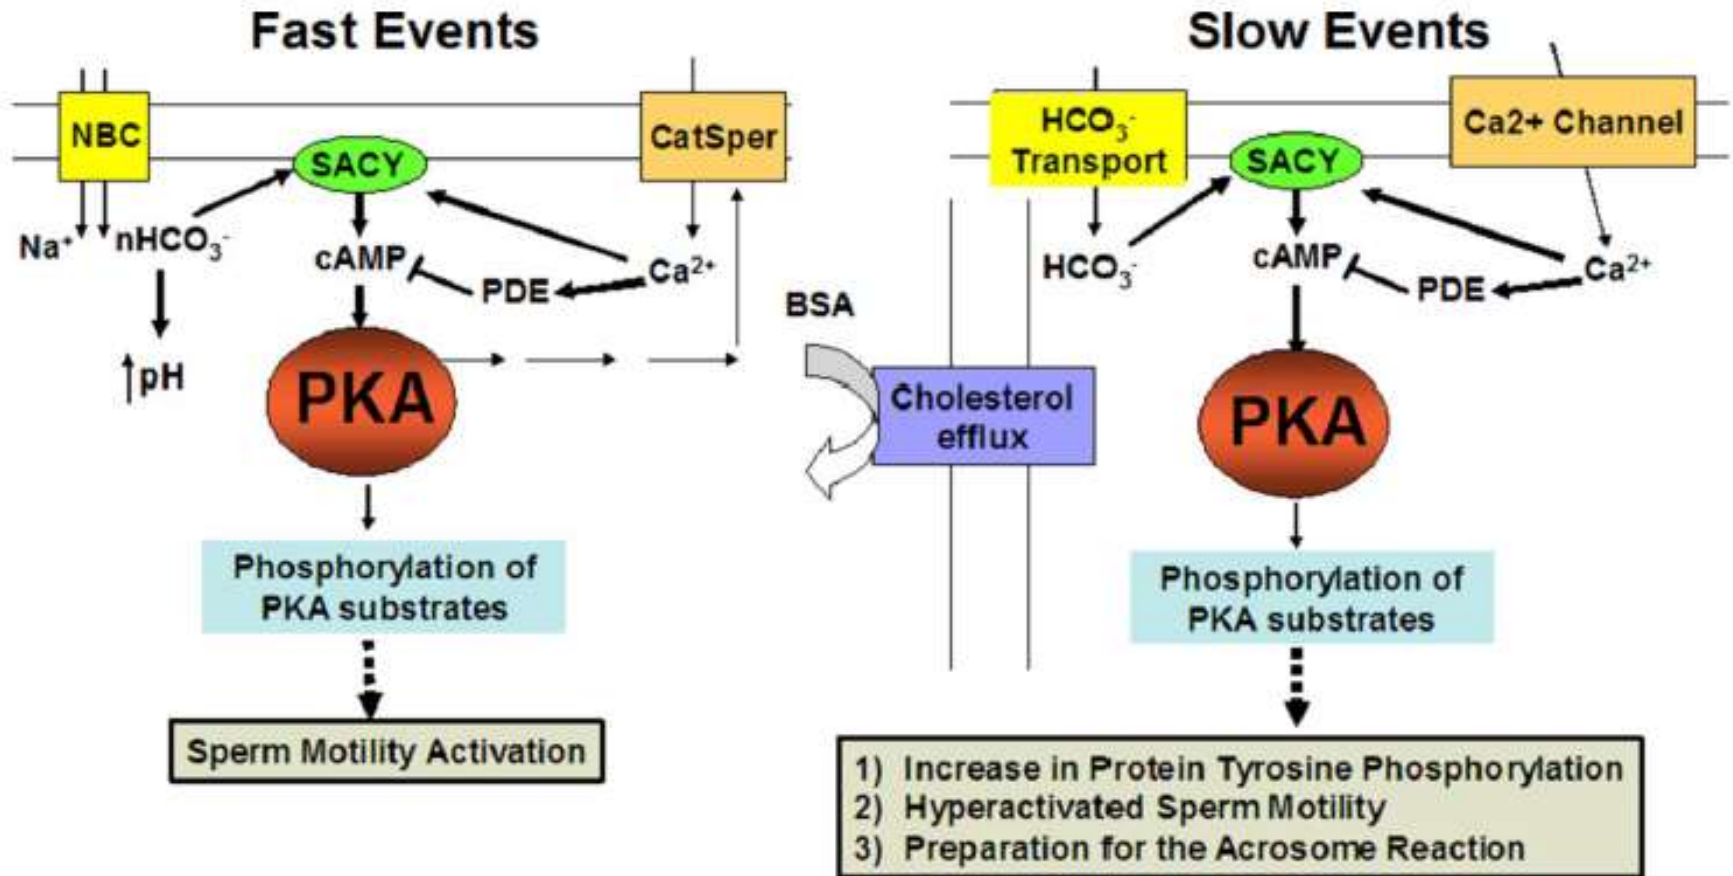 Fast Events
NBC
SACY
CatSper
Na⁺
nHCO₃⁻
cAMP
PDE
Ca²⁺
↑pH
PKA
Phosphorylation of
PKA substrates
Sperm Motility Activation
BSA
Cholesterol
efflux
Slow Events
HCO₃⁻
Transport
SACY
Ca2+ Channel
HCO₃⁻
cAMP
PDE
Ca²⁺
PKA
Phosphorylation of
PKA substrates
1) Increase in Protein Tyrosine Phosphorylation
2) Hyperactivated Sperm Motility
3) Preparation for the Acrosome Reaction